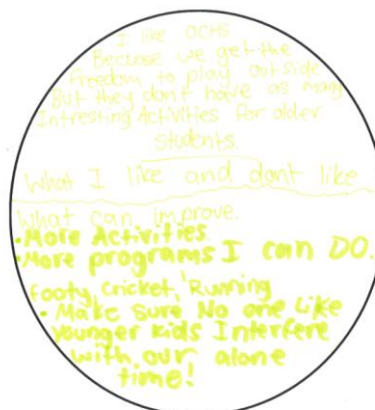 I like OCHS
Because we get the
freedom to play outside
But they dont have as many
Intresting Activities for older
students.
What I like and dont like
What can improve.
•More Activities
•More programs I can DO.
footy, cricket, Running
• Make Sure No one like
younger kids Interfere
with our alone
time!